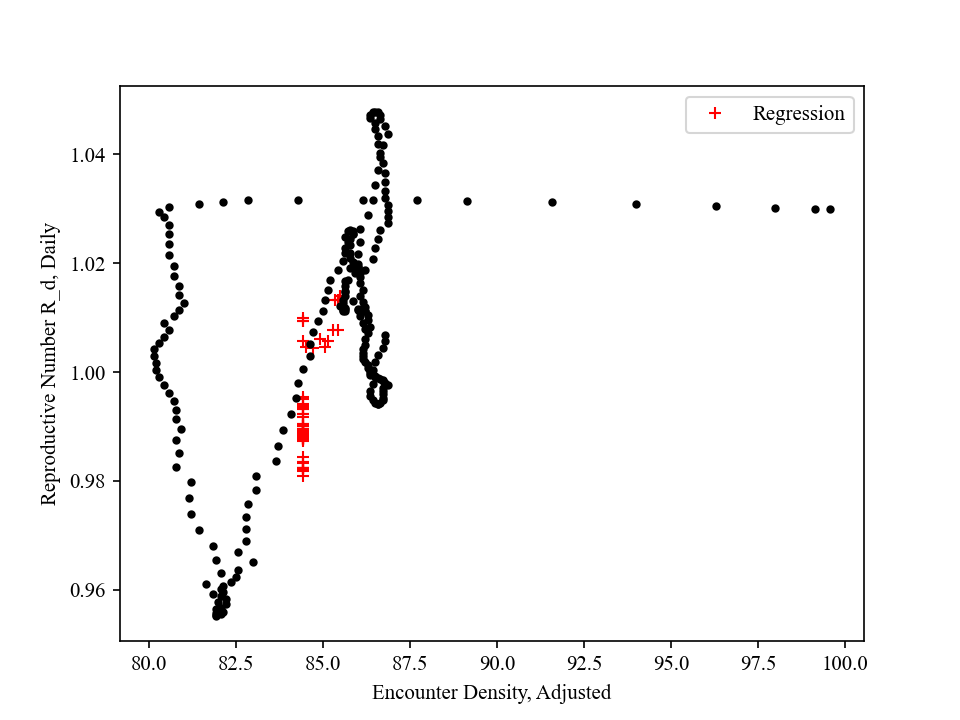 Regression
1.04
1.02
1.00
0.98
0.96
Reproductive Number R_d, Daily
80.0 82.5 85.0 87.5 90.0 92.5 95.0 97.5 100.0
Encounter Density, Adjusted